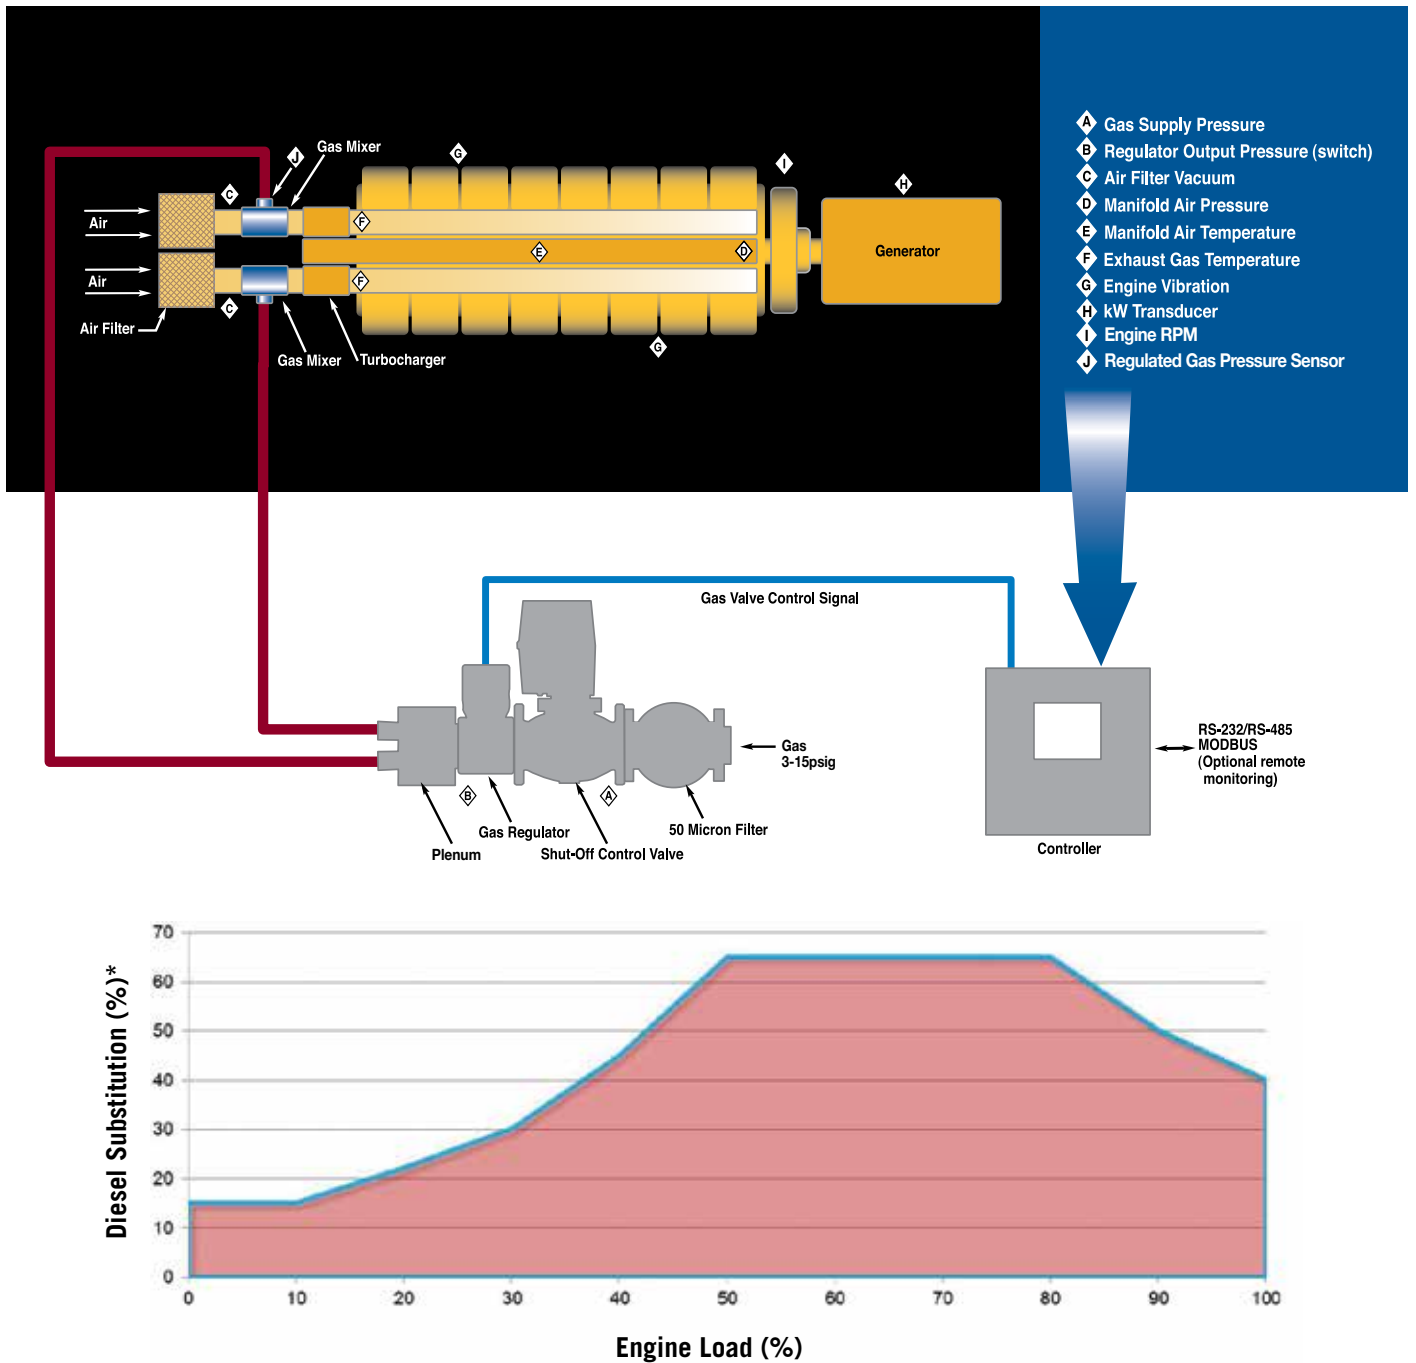 A Gas Supply Pressure
B Regulator Output Pressure (switch)
C Air Filter Vacuum
D Manifold Air Pressure
E Manifold Air Temperature
F Exhaust Gas Temperature
G Engine Vibration
H kW Transducer
I Engine RPM
J Regulated Gas Pressure Sensor
J
Gas Mixer
G
I
H
C
Air
F
E
D
Generator
Air
F
C
Air Filter
Gas Mixer
Turbocharger
G
Gas Valve Control Signal
Gas
3-15psig
RS-232/RS-485
MODBUS
(Optional remote
monitoring)
B
A
Gas Regulator
50 Micron Filter
Plenum
Shut-Off Control Valve
Controller
Diesel Substitution (%)*
70
60
50
40
30
20
10
0
0 10 20 30 40 50 60 70 80 90 100
Engine Load (%)